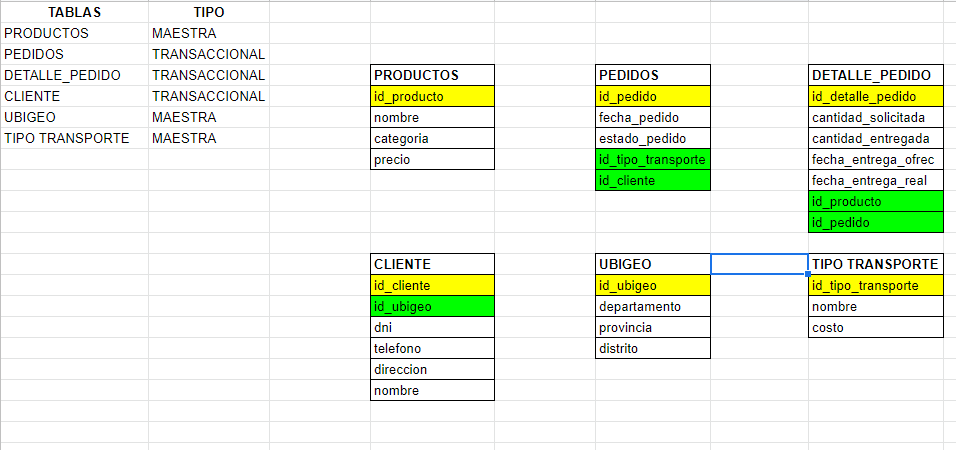 TABLAS TIPO
PRODUCTOS MAESTRA
PEDIDOS TRANSACCIONAL
DETALLE_PEDIDO TRANSACCIONAL
CLIENTE TRANSACCIONAL
UBIGEO MAESTRA
TIPO TRANSPORTE MAESTRA
PRODUCTOS
id_producto
nombre
categoria
precio
PEDIDOS
id_pedido
fecha_pedido
estado_pedido
id_tipo_transporte
id_cliente
DETALLE_PEDIDO
id_detalle_pedido
cantidad_solicitada
cantidad_entregada
fecha_entrega_ofrec
fecha_entrega_real
id_producto
id_pedido
CLIENTE
id_cliente
id_ubigeo
dni
telefono
direccion
nombre
UBIGEO
id_ubigeo
departamento
provincia
distrito
TIPO TRANSPORTE
id_tipo_transporte
nombre
costo